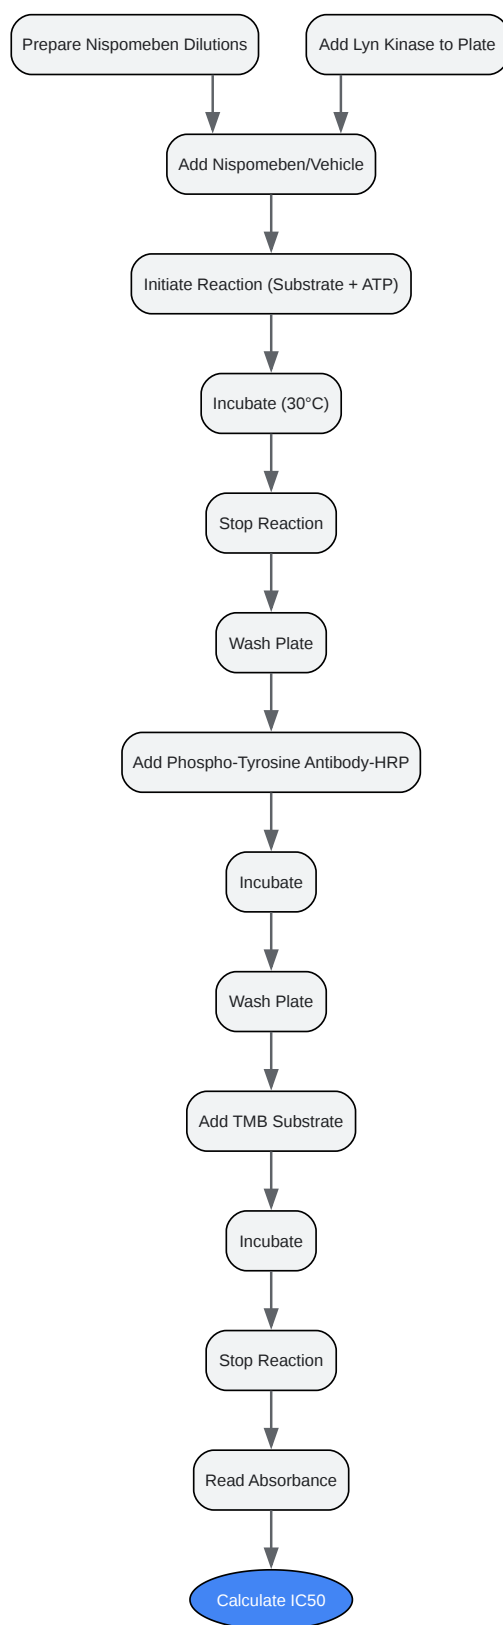 Prepare Nispomeben Dilutions
Add Lyn Kinase to Plate
Add Nispomeben/Vehicle
Initiate Reaction (Substrate + ATP)
Incubate (30°C)
Stop Reaction
Wash Plate
Add Phospho-Tyrosine Antibody-HRP
Incubate
Wash Plate
Add TMB Substrate
Incubate
Stop Reaction
Read Absorbance
Calculate IC50